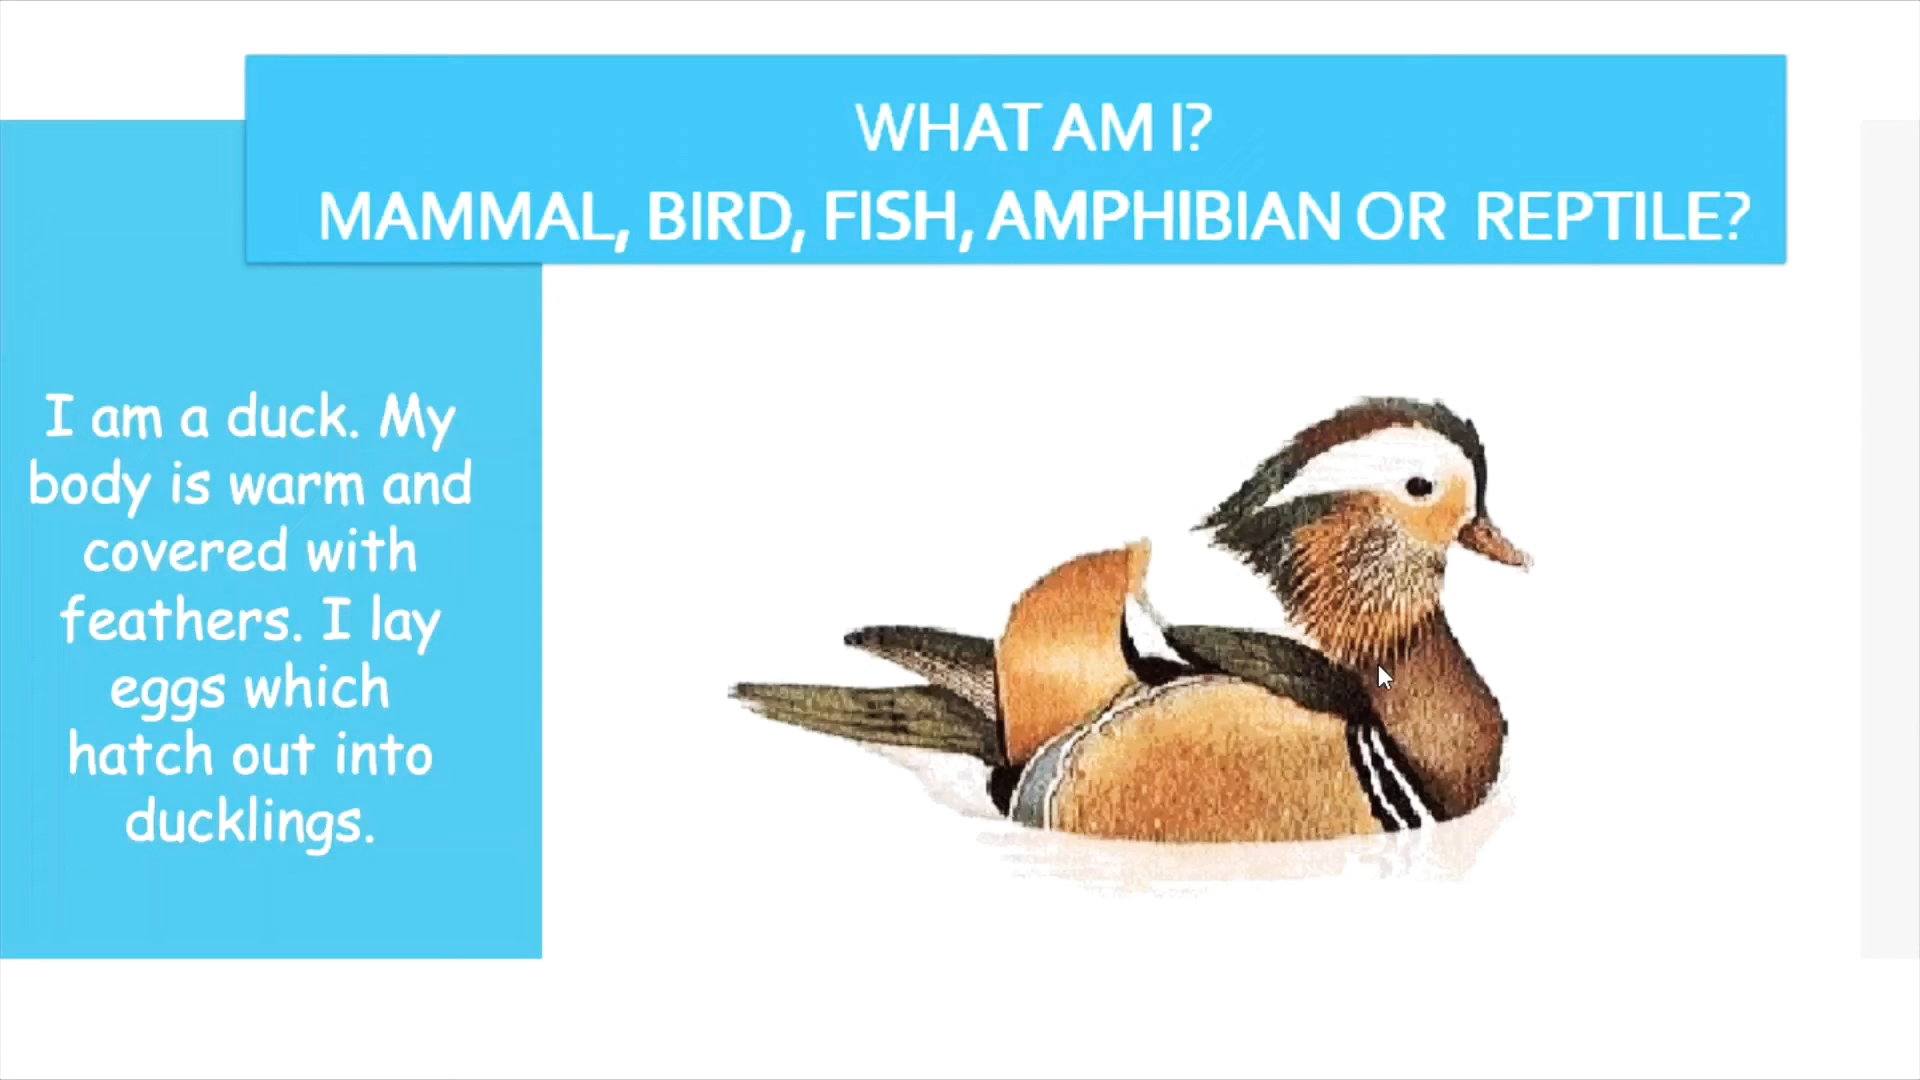 WHAT AM I?
MAMMAL, BIRD, FISH, AMPHIBIAN OR REPTILE?
I am a duck. My
body is warm and
covered with
feathers. I lay
eggs which
hatch out into
ducklings.